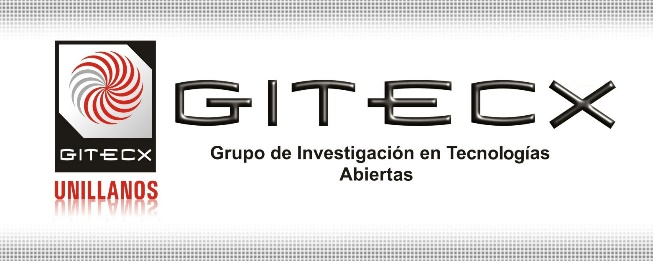 GITECX
UNILLANOS
GITECX
Grupo de Investigación en Tecnologías
Abiertas